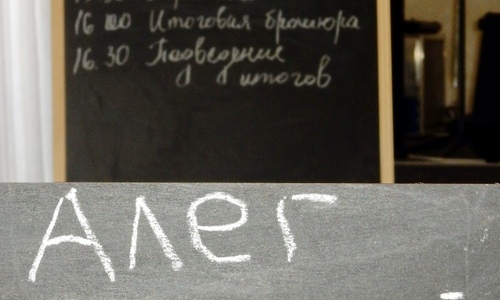 16 00 Итоговая брошюра
16.30 Подведение
итогов
Алег